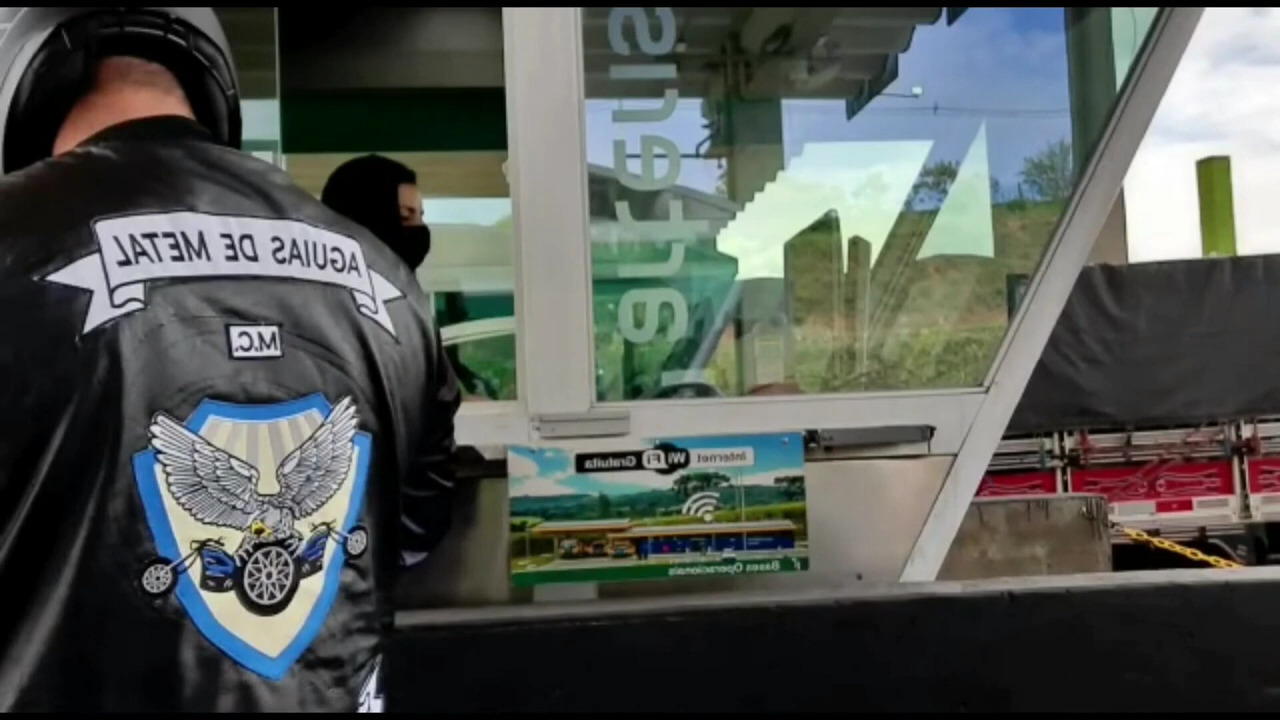 AGUIAS DE METAL
M.C.
Internet Wi Fi Gratuita
Bases Operacionais